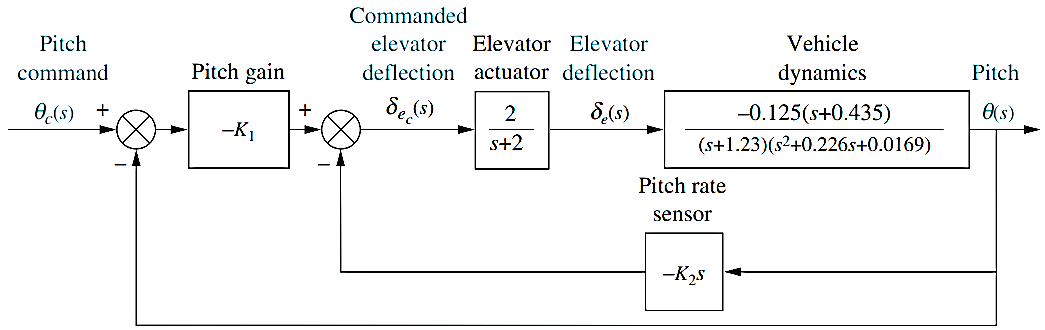 Pitch
command
θc(s)
+
−
Pitch gain
−K1
+
−
Commanded
elevator
deflection
δec(s)
Elevator
actuator
2
s+2
Elevator
deflection
δe(s)
Vehicle
dynamics
−0.125(s+0.435)
(s+1.23)(s²+0.226s+0.0169)
Pitch
θ(s)
Pitch rate
sensor
−K2s